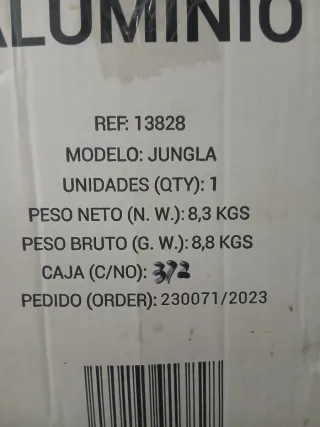 ALUMINIO
REF: 13828
MODELO: JUNGLA
UNIDADES (QTY): 1
PESO NETO (N. W.): 8,3 KGS
PESO BRUTO (G. W.): 8,8 KGS
CAJA (C/NO): 372
PEDIDO (ORDER): 230071/2023